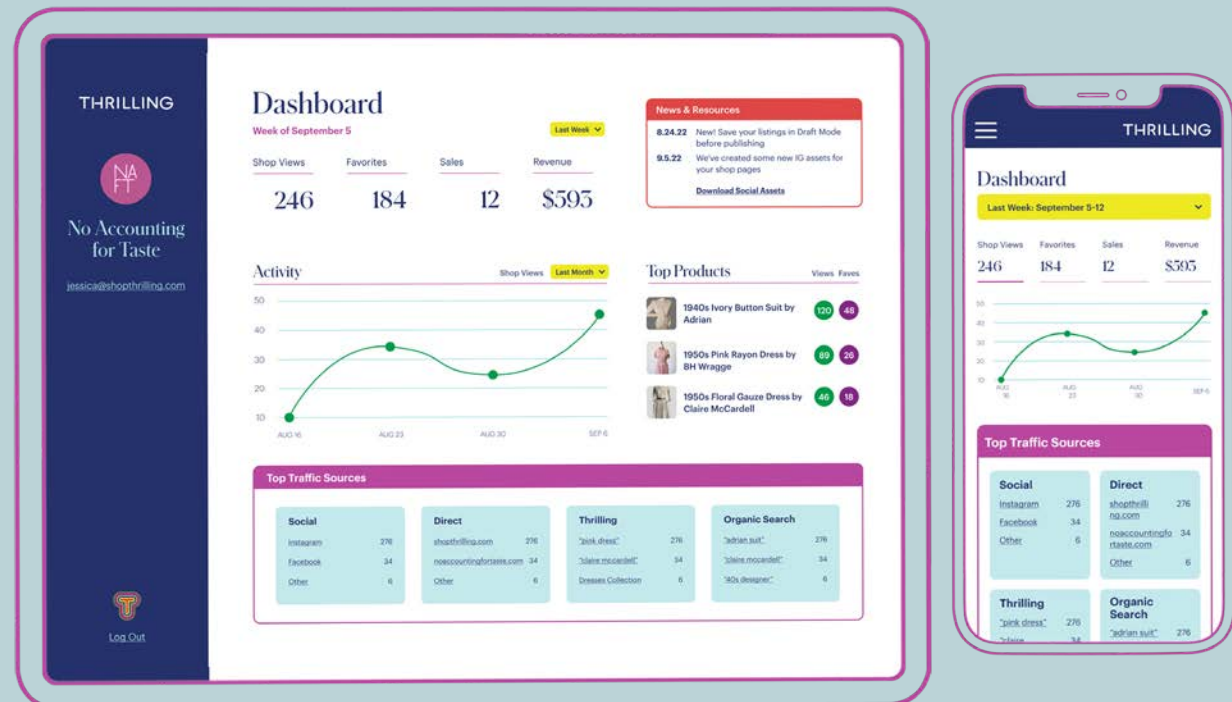 THRILLING
NA
FT
No Accounting
for Taste
jessica@shopthrilling.com
Log Out
Dashboard
Week of September 5
Last Week
Shop Views Favorites Sales Revenue
246 184 12 $593
News & Resources
8.24.22 New! Save your listings in Draft Mode
before publishing
9.5.22 We've created some new IG assets for
your shop pages
Download Social Assets
Activity
Shop Views Last Month
50
40
30
20
10
AUG 16 AUG 23 AUG 30 SEP 6
Top Products
Views Faves
1940s Ivory Button Suit by
Adrian
120 48
1950s Pink Rayon Dress by
BH Wragge
89 26
1950s Floral Gauze Dress by
Claire McCardell
46 18
Top Traffic Sources
Social
Instagram 276
Facebook 34
Other 6
Direct
shopthrilling.com 276
noaccountingfortaste.com 34
Other 6
Thrilling
"pink dress" 276
"claire mccardell" 34
Dresses Collection 6
Organic Search
"adrian suit" 276
"claire mccardell" 34
"40s designer" 6
THRILLING
Dashboard
Last Week: September 5-12
Shop Views Favorites Sales Revenue
246 184 12 $593
50
40
30
20
10
AUG
16
AUG
23
AUG
30
SEP 6
Top Traffic Sources
Social
Instagram 276
Facebook 34
Other 6
Direct
shopthrilli 276
ng.com
noaccountingfo 34
rtaste.com
Other 6
Thrilling
"pink dress" 276
"claire 34
Organic
Search
"adrian suit" 276